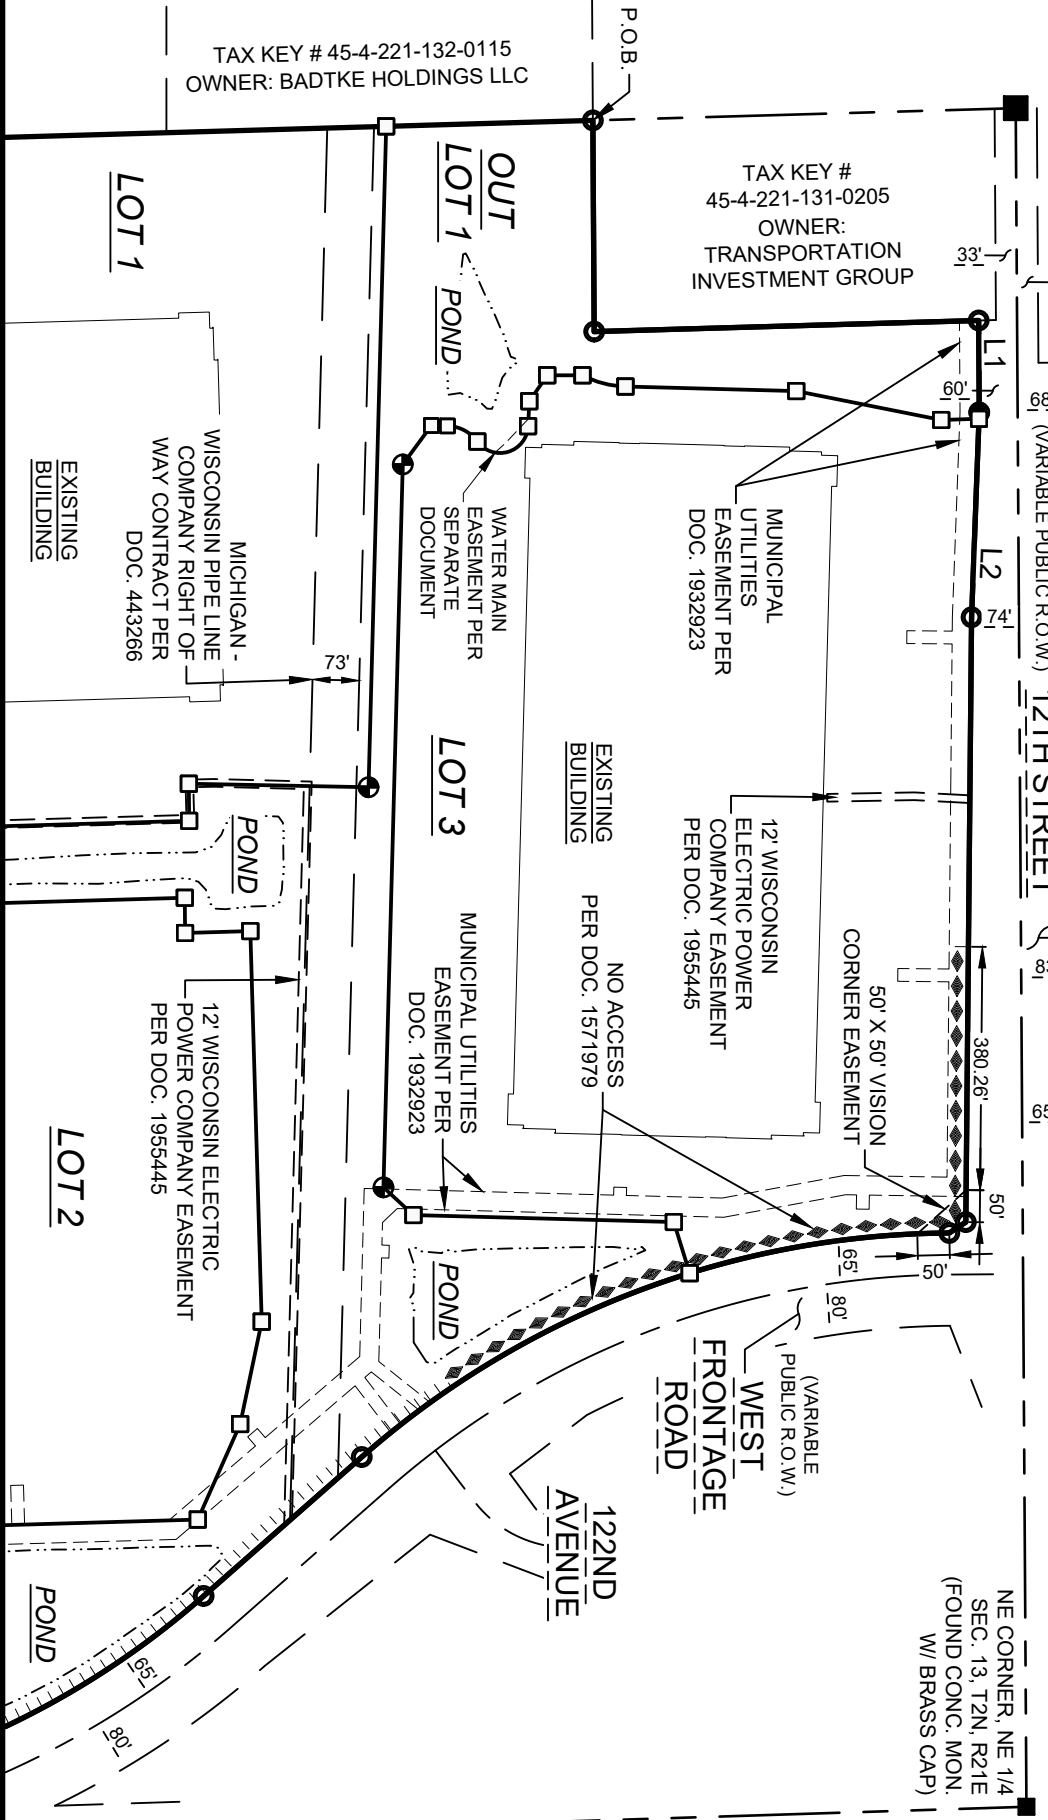 TAX KEY # 45-4-221-132-0115
OWNER: BADTKE HOLDINGS LLC
P.O.B.
TAX KEY #
45-4-221-131-0205
OWNER:
TRANSPORTATION
INVESTMENT GROUP
33'
L1
60'
L2
74'
(VARIABLE PUBLIC R.O.W.)
12TH STREET
OUT
LOT 1
POND
LOT 1
EXISTING
BUILDING
MICHIGAN -
WISCONSIN PIPE LINE
COMPANY RIGHT OF
WAY CONTRACT PER
DOC. 443266
73'
WATER MAIN
EASEMENT PER
SEPARATE
DOCUMENT
MUNICIPAL
UTILITIES
EASEMENT PER
DOC. 1932923
LOT 3
EXISTING
BUILDING
12' WISCONSIN
ELECTRIC POWER
COMPANY EASEMENT
PER DOC. 1955445
NO ACCESS
PER DOC. 1571979
50' X 50' VISION
CORNER EASEMENT
380.26'
50'
50'
65'
80'
POND
MUNICIPAL UTILITIES
EASEMENT PER
DOC. 1932923
12' WISCONSIN ELECTRIC
POWER COMPANY EASEMENT
PER DOC. 1955445
LOT 2
POND
WEST
FRONTAGE
ROAD
(VARIABLE
PUBLIC R.O.W.)
122ND
AVENUE
NE CORNER, NE 1/4
SEC. 13, T2N, R21E
(FOUND CONC. MON.
W/ BRASS CAP)
POND
65'
80'